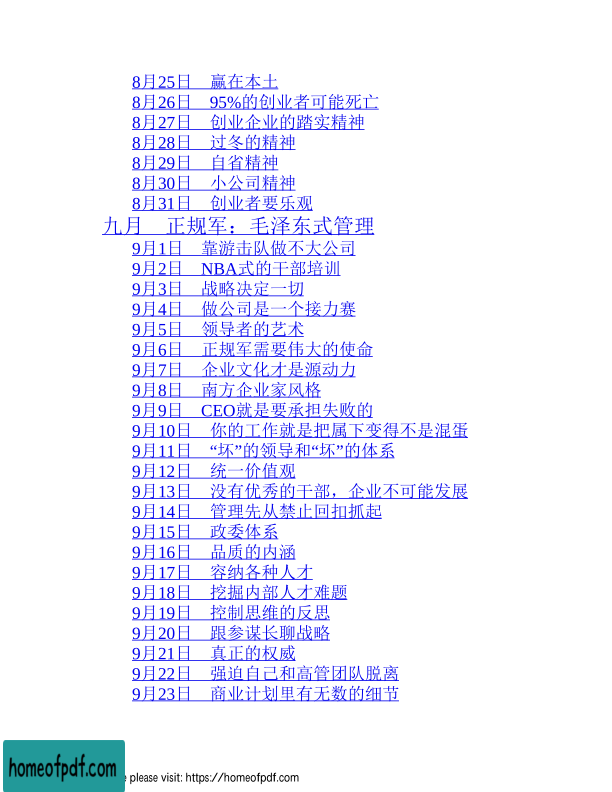 8月25日　赢在本土
8月26日　95%的创业者可能死亡
8月27日　创业企业的踏实精神
8月28日　过冬的精神
8月29日　自省精神
8月30日　小公司精神
8月31日　创业者要乐观
九月　正规军：毛泽东式管理
9月1日　靠游击队做不大公司
9月2日　NBA式的干部培训
9月3日　战略决定一切
9月4日　做公司是一个接力赛
9月5日　领导者的艺术
9月6日　正规军需要伟大的使命
9月7日　企业文化才是源动力
9月8日　南方企业家风格
9月9日　CEO就是要承担失败的
9月10日　你的工作就是把属下变得不是混蛋
9月11日　“坏”的领导和“坏”的体系
9月12日　统一价值观
9月13日　没有优秀的干部，企业不可能发展
9月14日　管理先从禁止回扣抓起
9月15日　政委体系
9月16日　品质的内涵
9月17日　容纳各种人才
9月18日　挖掘内部人才难题
9月19日　控制思维的反思
9月20日　跟参谋长聊战略
9月21日　真正的权威
9月22日　强迫自己和高管团队脱离
9月23日　商业计划里有无数的细节
homeofpdf.com
e please visit: https://homeofpdf.com